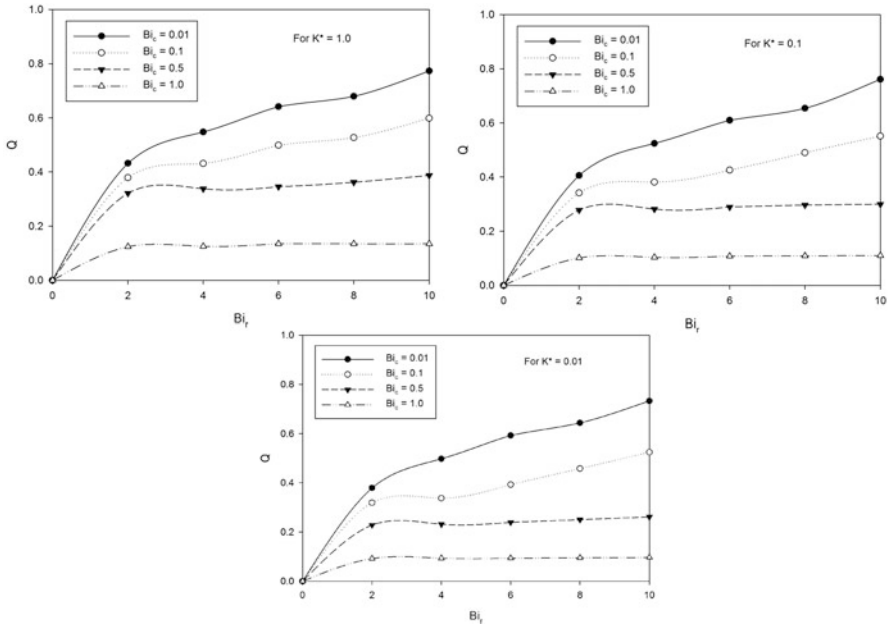 1.0
0.8
0.6
0.4
0.2
0.0
Q
Bi_c = 0.01
Bi_c = 0.1
Bi_c = 0.5
Bi_c = 1.0
For K* = 1.0
0 2 4 6 8 10
Bi_r
1.0
0.8
0.6
0.4
0.2
0.0
Q
Bi_c = 0.01
Bi_c = 0.1
Bi_c = 0.5
Bi_c = 1.0
For K* = 0.1
0 2 4 6 8 10
Bi_r
1.0
0.8
0.6
0.4
0.2
0.0
Q
Bi_c = 0.01
Bi_c = 0.1
Bi_c = 0.5
Bi_c = 1.0
For K* = 0.01
0 2 4 6 8 10
Bi_r